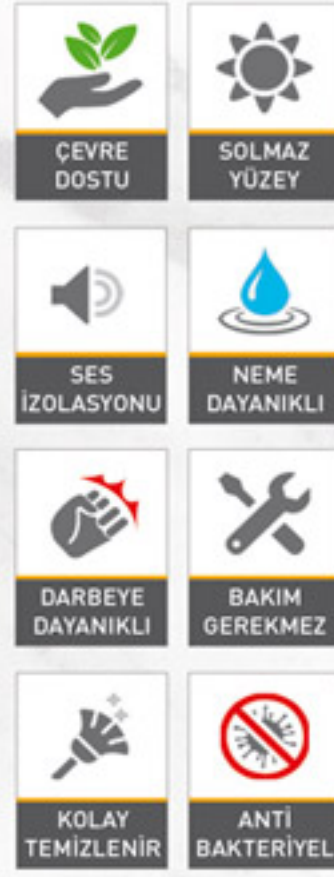 ÇEVRE
DOSTU
SOLMAZ
YÜZEY
SES
İZOLASYONU
NEME
DAYANIKLI
DARBEYE
DAYANIKLI
BAKIM
GEREKMEZ
KOLAY
TEMİZLENİR
ANTİ
BAKTERİYEL